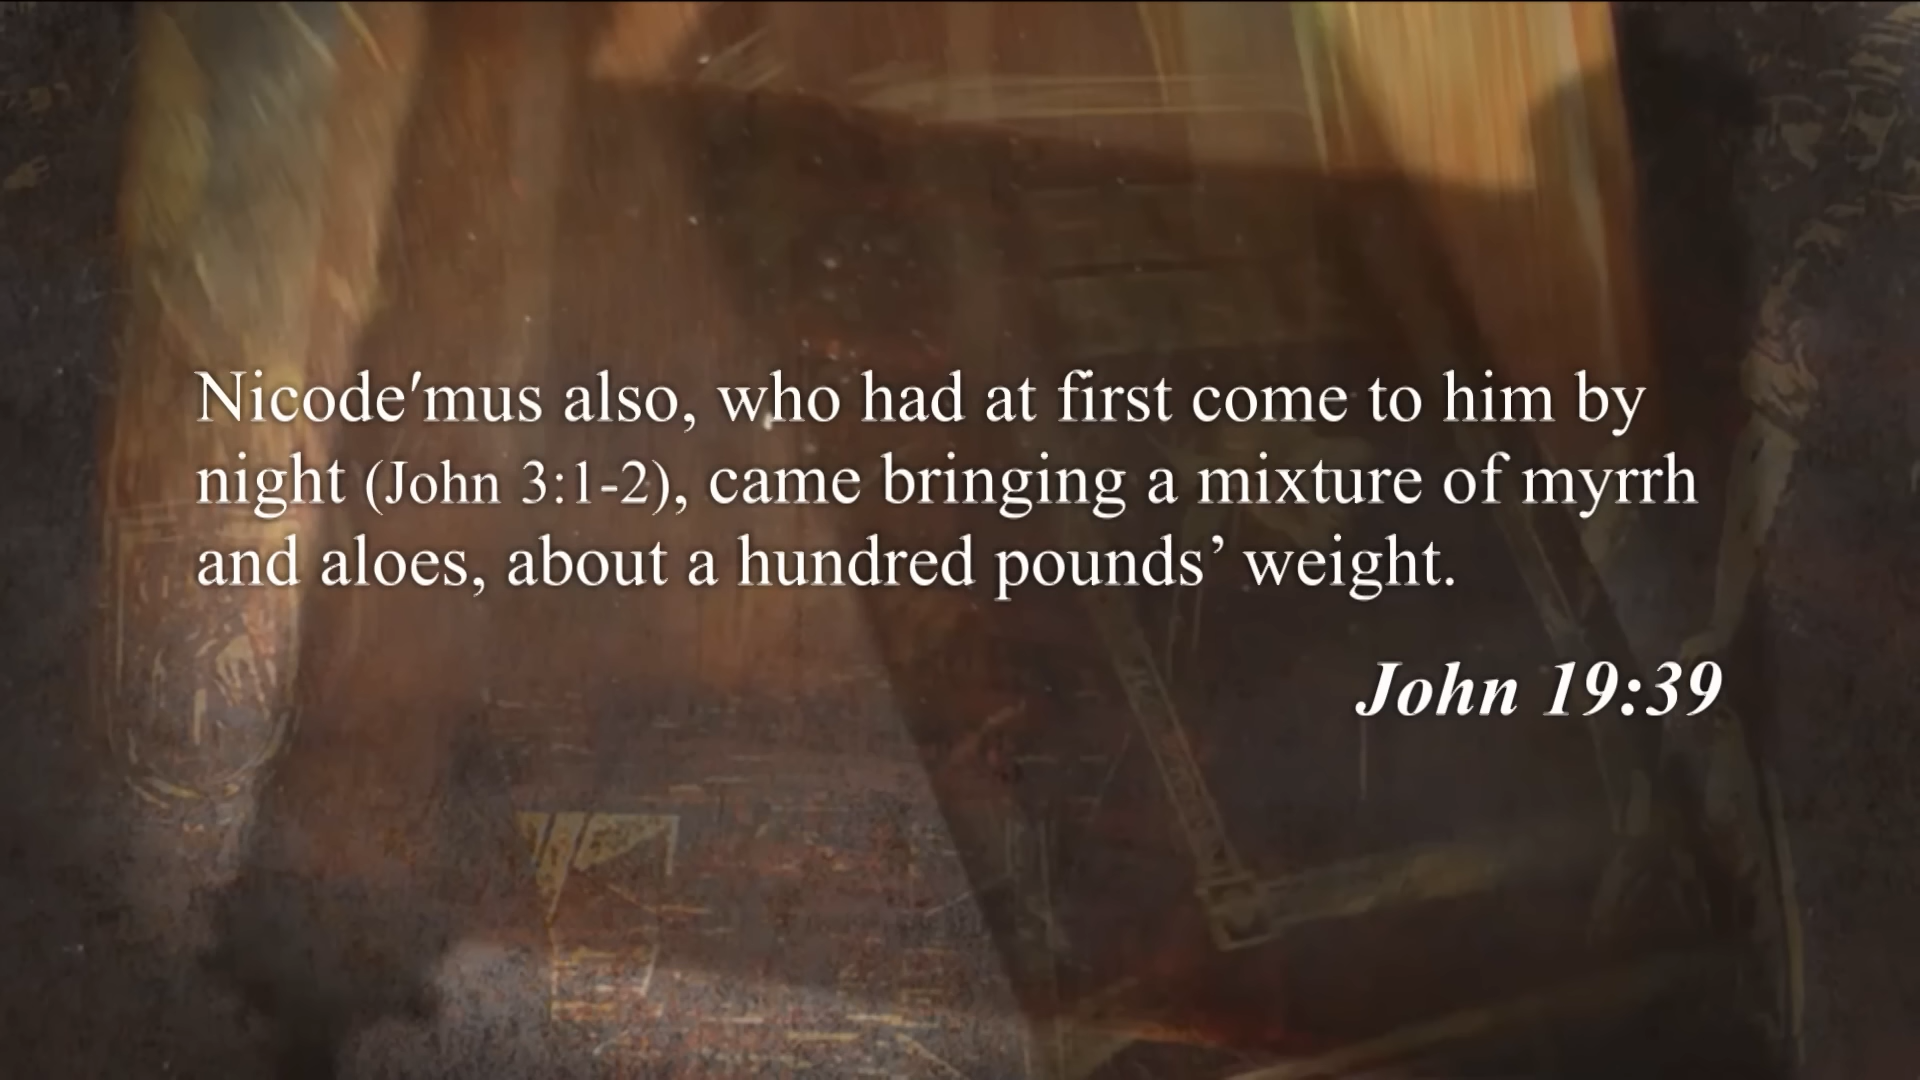 Nicode′mus also, who had at first come to him by
night (John 3:1-2), came bringing a mixture of myrrh
and aloes, about a hundred pounds’ weight.
John 19:39